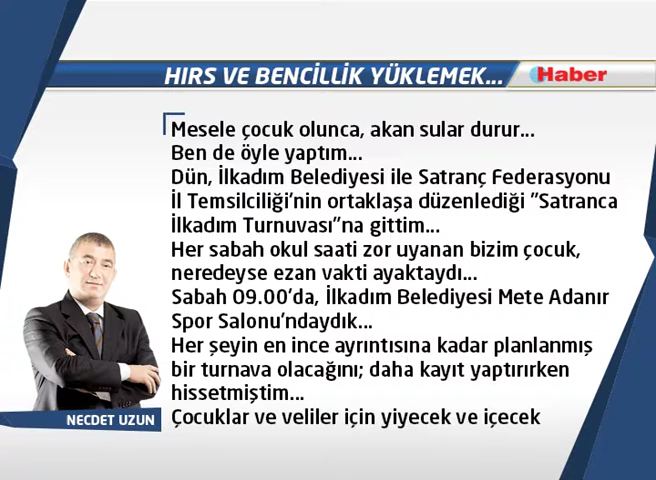 HIRS VE BENCİLLİK YÜKLEMEK...
Haber
Mesele çocuk olunca, akan sular durur...
Ben de öyle yaptım...
Dün, İlkadım Belediyesi ile Satranç Federasyonu
İl Temsilciliği'nin ortaklaşa düzenlediği "Satranca
İlkadım Turnuvası"na gittim...
Her sabah okul saati zor uyanan bizim çocuk,
neredeyse ezan vakti ayaktaydı...
Sabah 09.00'da, İlkadım Belediyesi Mete Adanır
Spor Salonu'ndaydık...
Her şeyin en ince ayrıntısına kadar planlanmış
bir turnava olacağını; daha kayıt yaptırırken
hissetmiştim...
Çocuklar ve veliler için yiyecek ve içecek
NECDET UZUN